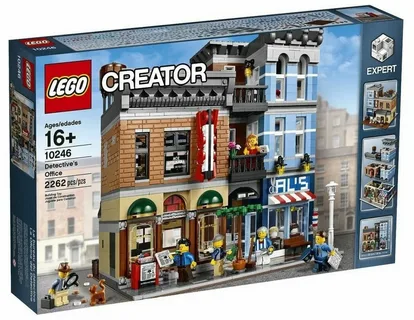 LEGO
CREATOR
EXPERT
Ages/edades
16+
10246
Detective's
Office
2262 pcs/pzs
AL'S